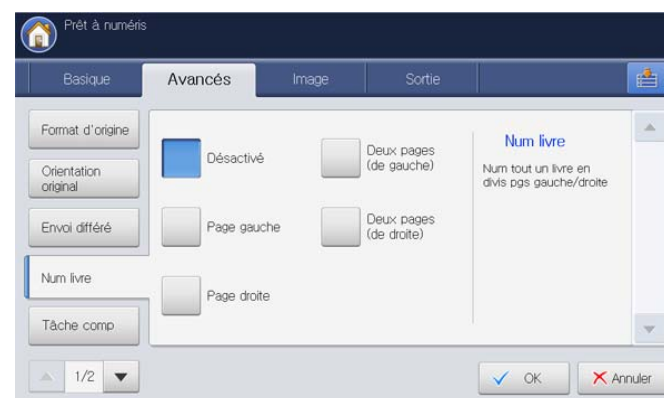 Prêt à numéris
Basique
Avancés
Image
Sortie
Format d'origine
Orientation
original
Envoi différé
Num livre
Tâche comp
1/2
Désactivé
Page gauche
Page droite
Deux pages
(de gauche)
Deux pages
(de droite)
Num livre
Num tout un livre en
divis pgs gauche/droite
OK
Annuler